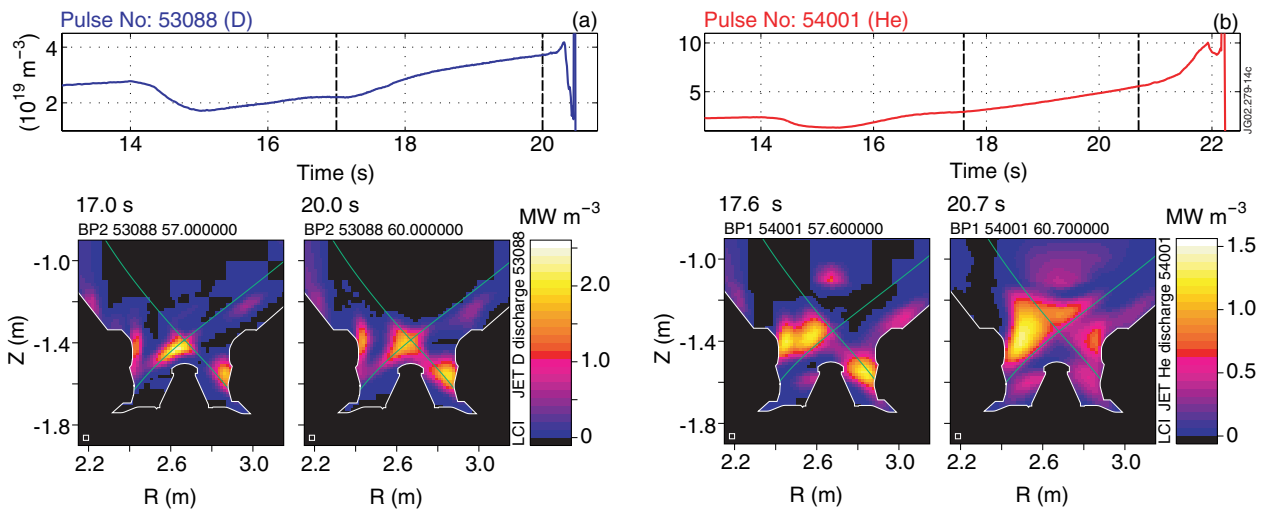 Pulse No: 53088 (D)
(a)
(10^19 m^−3)
4
2
14
16
18
20
Time (s)
17.0 s
BP2 53088 57.000000
20.0 s
BP2 53088 60.000000
MW m^−3
Z (m)
-1.0
-1.4
-1.8
2.2
2.6
3.0
R (m)
2.2
2.6
3.0
R (m)
LCI JET D discharge 53088
2.0
1.0
0
Pulse No: 54001 (He)
(b)
10
5
14
16
18
20
22
Time (s)
JG02.279-14c
17.6 s
BP1 54001 57.600000
20.7 s
BP1 54001 60.700000
MW m^−3
Z (m)
-1.0
-1.4
-1.8
2.2
2.6
3.0
R (m)
2.2
2.6
3.0
R (m)
LCI JET He discharge 54001
1.5
1.0
0.5
0